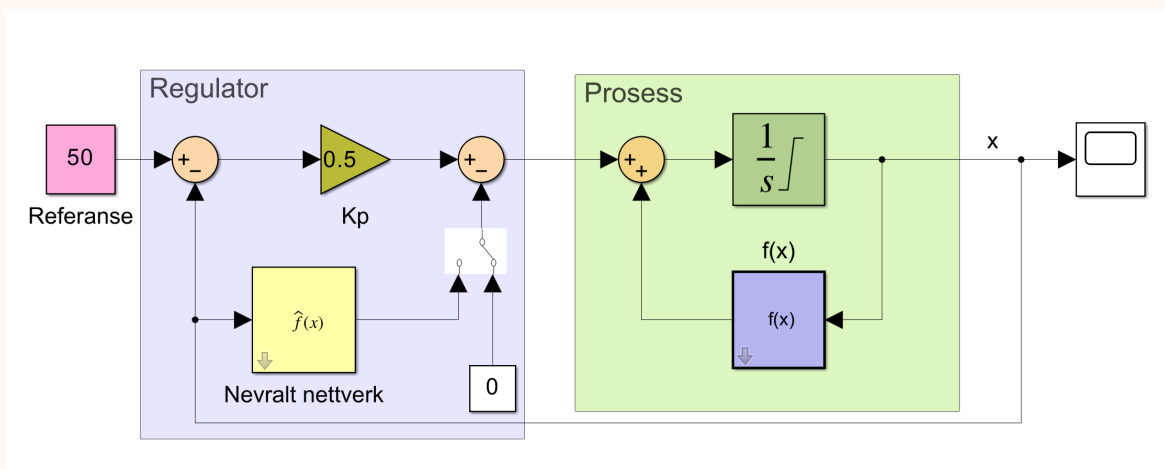 Regulator
Prosess
50
+
−
0.5
+
−
+
+
1
s
x
Referanse
Kp
f(x)
f̂(x)
f(x)
Nevralt nettverk
0